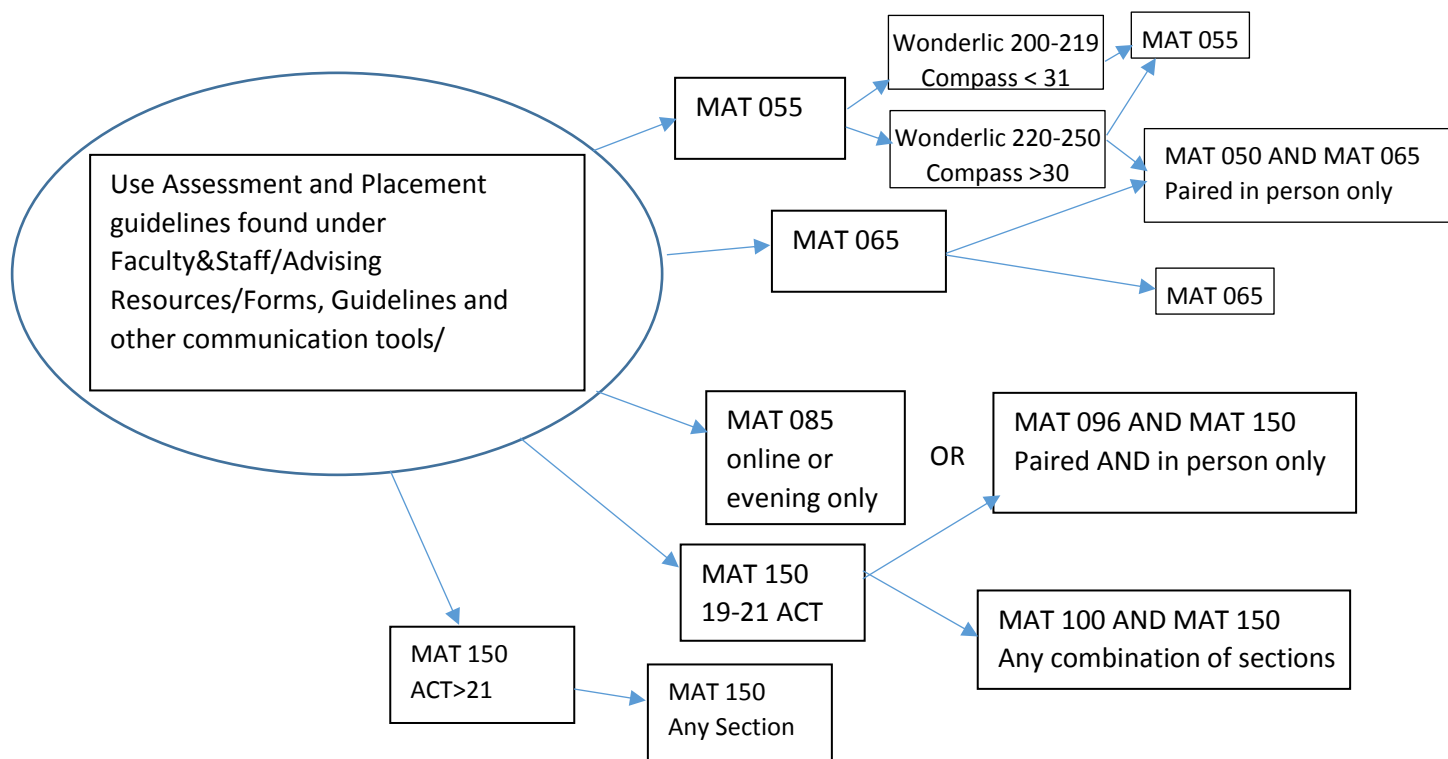 Use Assessment and Placement
guidelines found under
Faculty&Staff/Advising
Resources/Forms, Guidelines and
other communication tools/
MAT 055
Wonderlic 200-219
Compass < 31
MAT 055
Wonderlic 220-250
Compass >30
MAT 050 AND MAT 065
Paired in person only
MAT 065
MAT 065
MAT 085
online or
evening only
OR
MAT 096 AND MAT 150
Paired AND in person only
MAT 150
19-21 ACT
MAT 100 AND MAT 150
Any combination of sections
MAT 150
ACT>21
MAT 150
Any Section